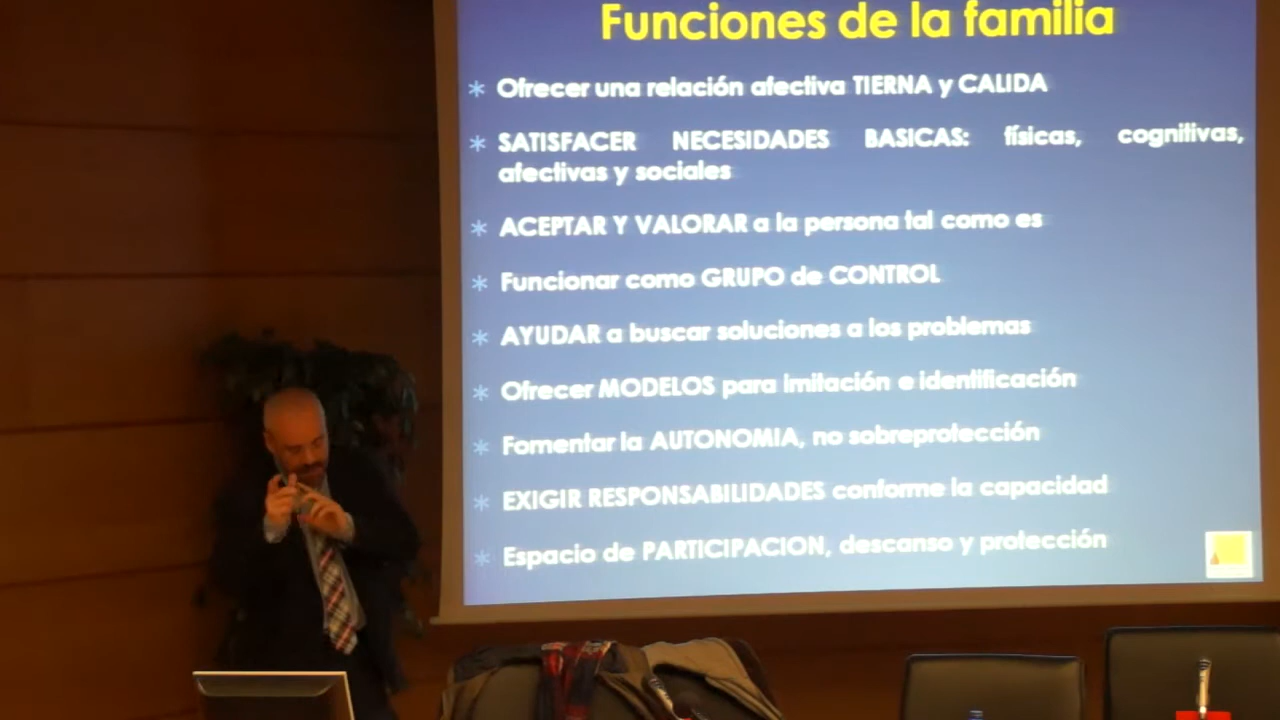 Funciones de la familia
Ofrecer una relación afectiva TIERNA y CALIDA
SATISFACER NECESIDADES BASICAS: físicas, cognitivas,
afectivas y sociales
ACEPTAR Y VALORAR a la persona tal como es
Funcionar como GRUPO de CONTROL
AYUDAR a buscar soluciones a los problemas
Ofrecer MODELOS para imitación e identificación
Fomentar la AUTONOMIA, no sobreprotección
EXIGIR RESPONSABILIDADES conforme la capacidad
Espacio de PARTICIPACION, descanso y protección